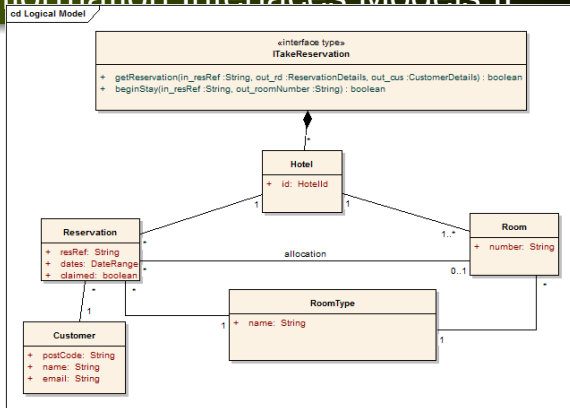 cd Logical Model
«interface type»
ITakeReservation
+ getReservation(in_resRef :String, out_rd :ReservationDetails, out_cus :CustomerDetails) : boolean
+ beginStay(in_resRef :String, out_roomNumber :String) : boolean
*
Hotel
+ id: HotelId
1
1
Reservation
+ resRef: String
+ dates: DateRange
+ claimed: boolean
*
*
*
*
allocation
Room
+ number: String
1..*
0..1
*
RoomType
+ name: String
1
1
1
Customer
+ postCode: String
+ name: String
+ email: String